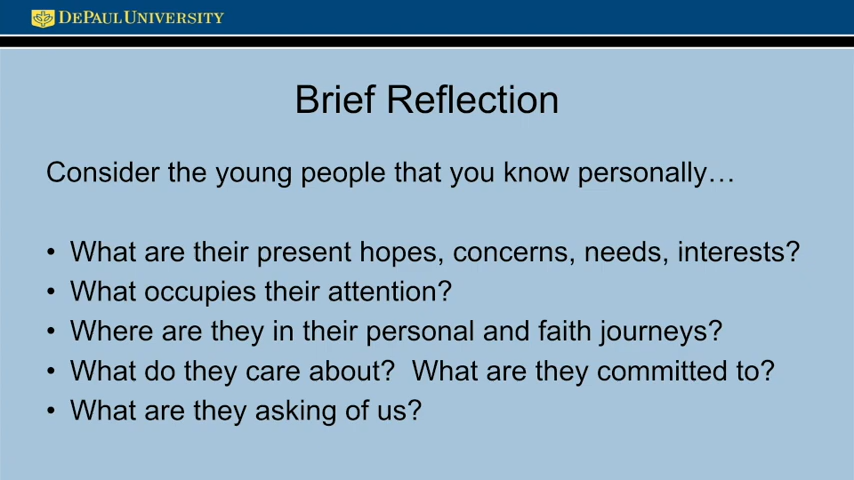 DEPAUL UNIVERSITY
Brief Reflection
Consider the young people that you know personally…
• What are their present hopes, concerns, needs, interests?
• What occupies their attention?
• Where are they in their personal and faith journeys?
• What do they care about?  What are they committed to?
• What are they asking of us?